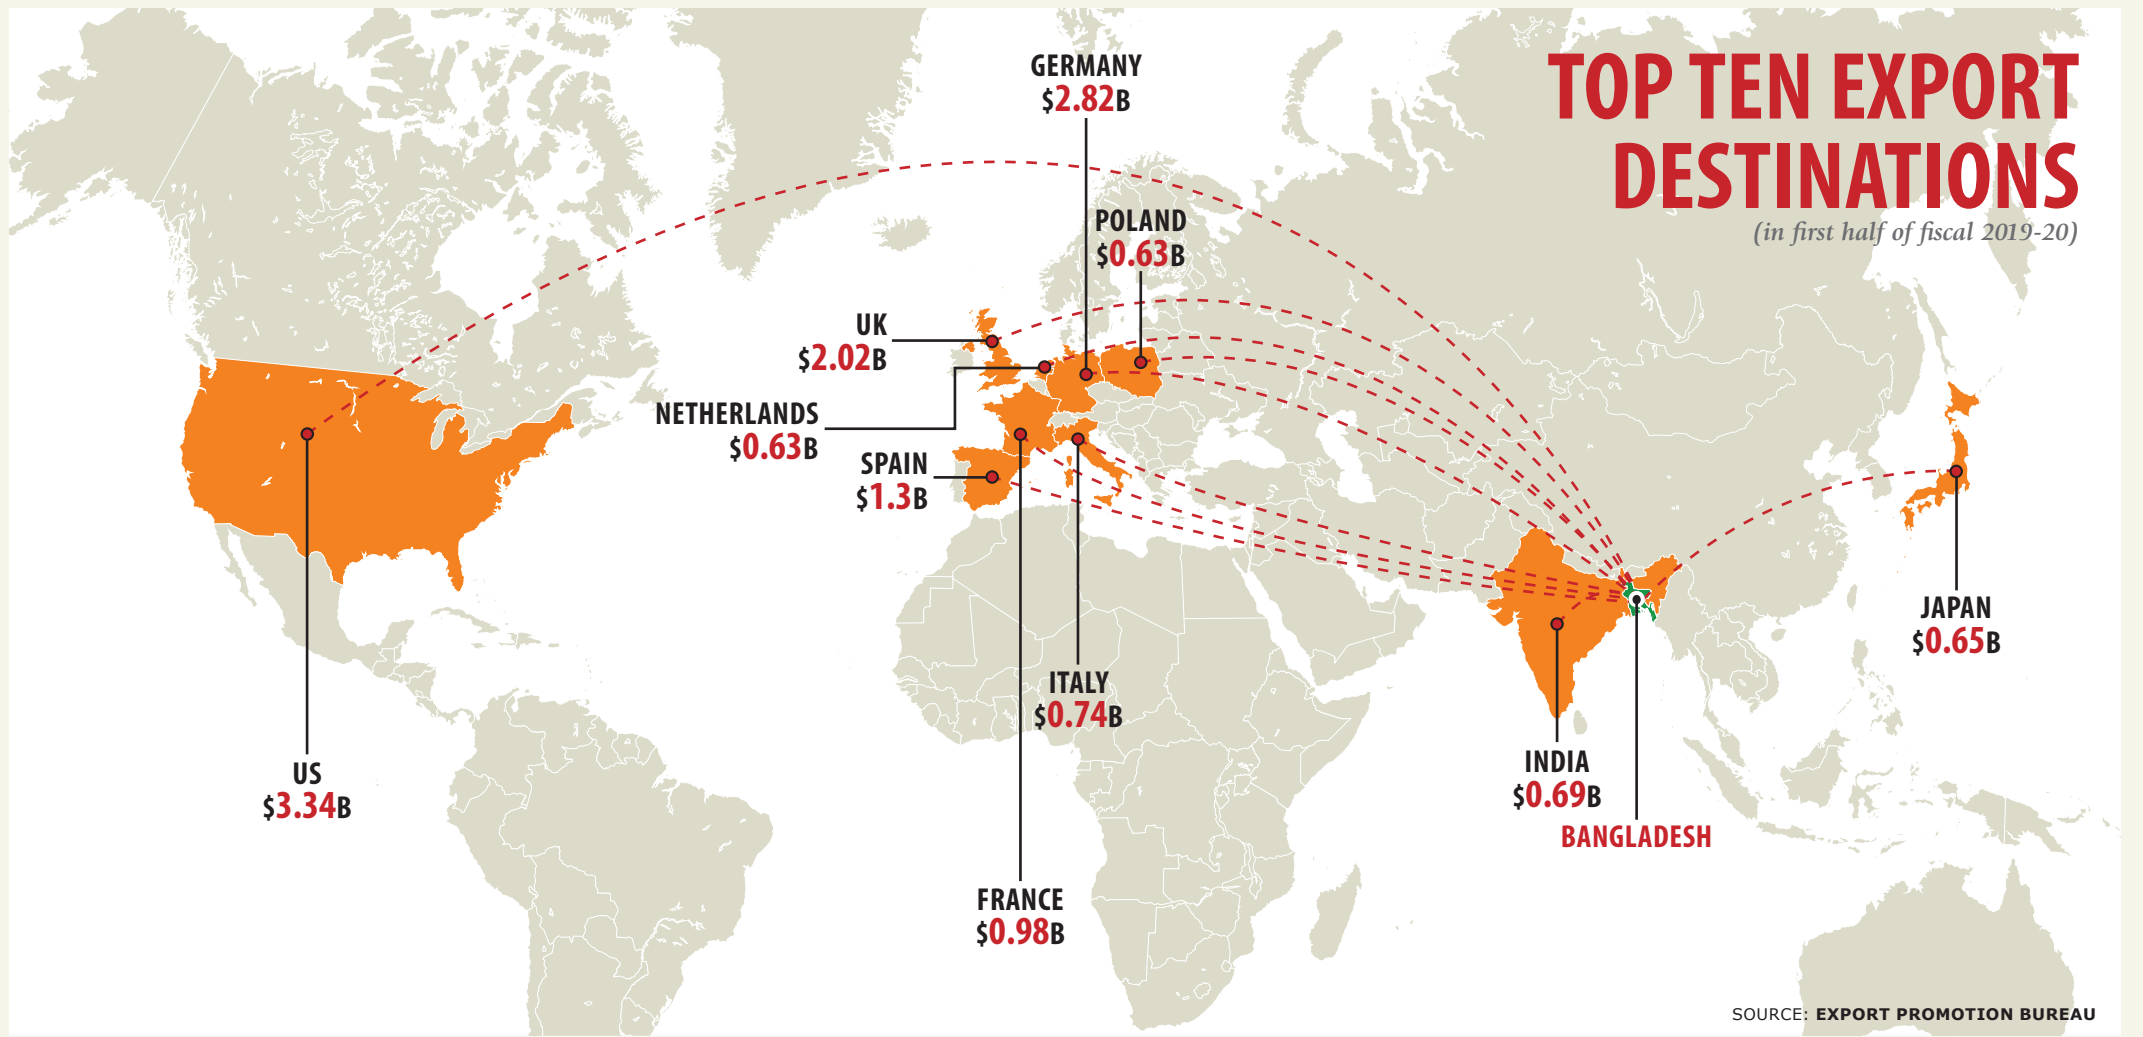 TOP TEN EXPORT
DESTINATIONS
(in first half of fiscal 2019-20)
GERMANY
$2.82B
POLAND
$0.63B
UK
$2.02B
NETHERLANDS
$0.63B
SPAIN
$1.3B
US
$3.34B
FRANCE
$0.98B
ITALY
$0.74B
INDIA
$0.69B
BANGLADESH
JAPAN
$0.65B
SOURCE: EXPORT PROMOTION BUREAU